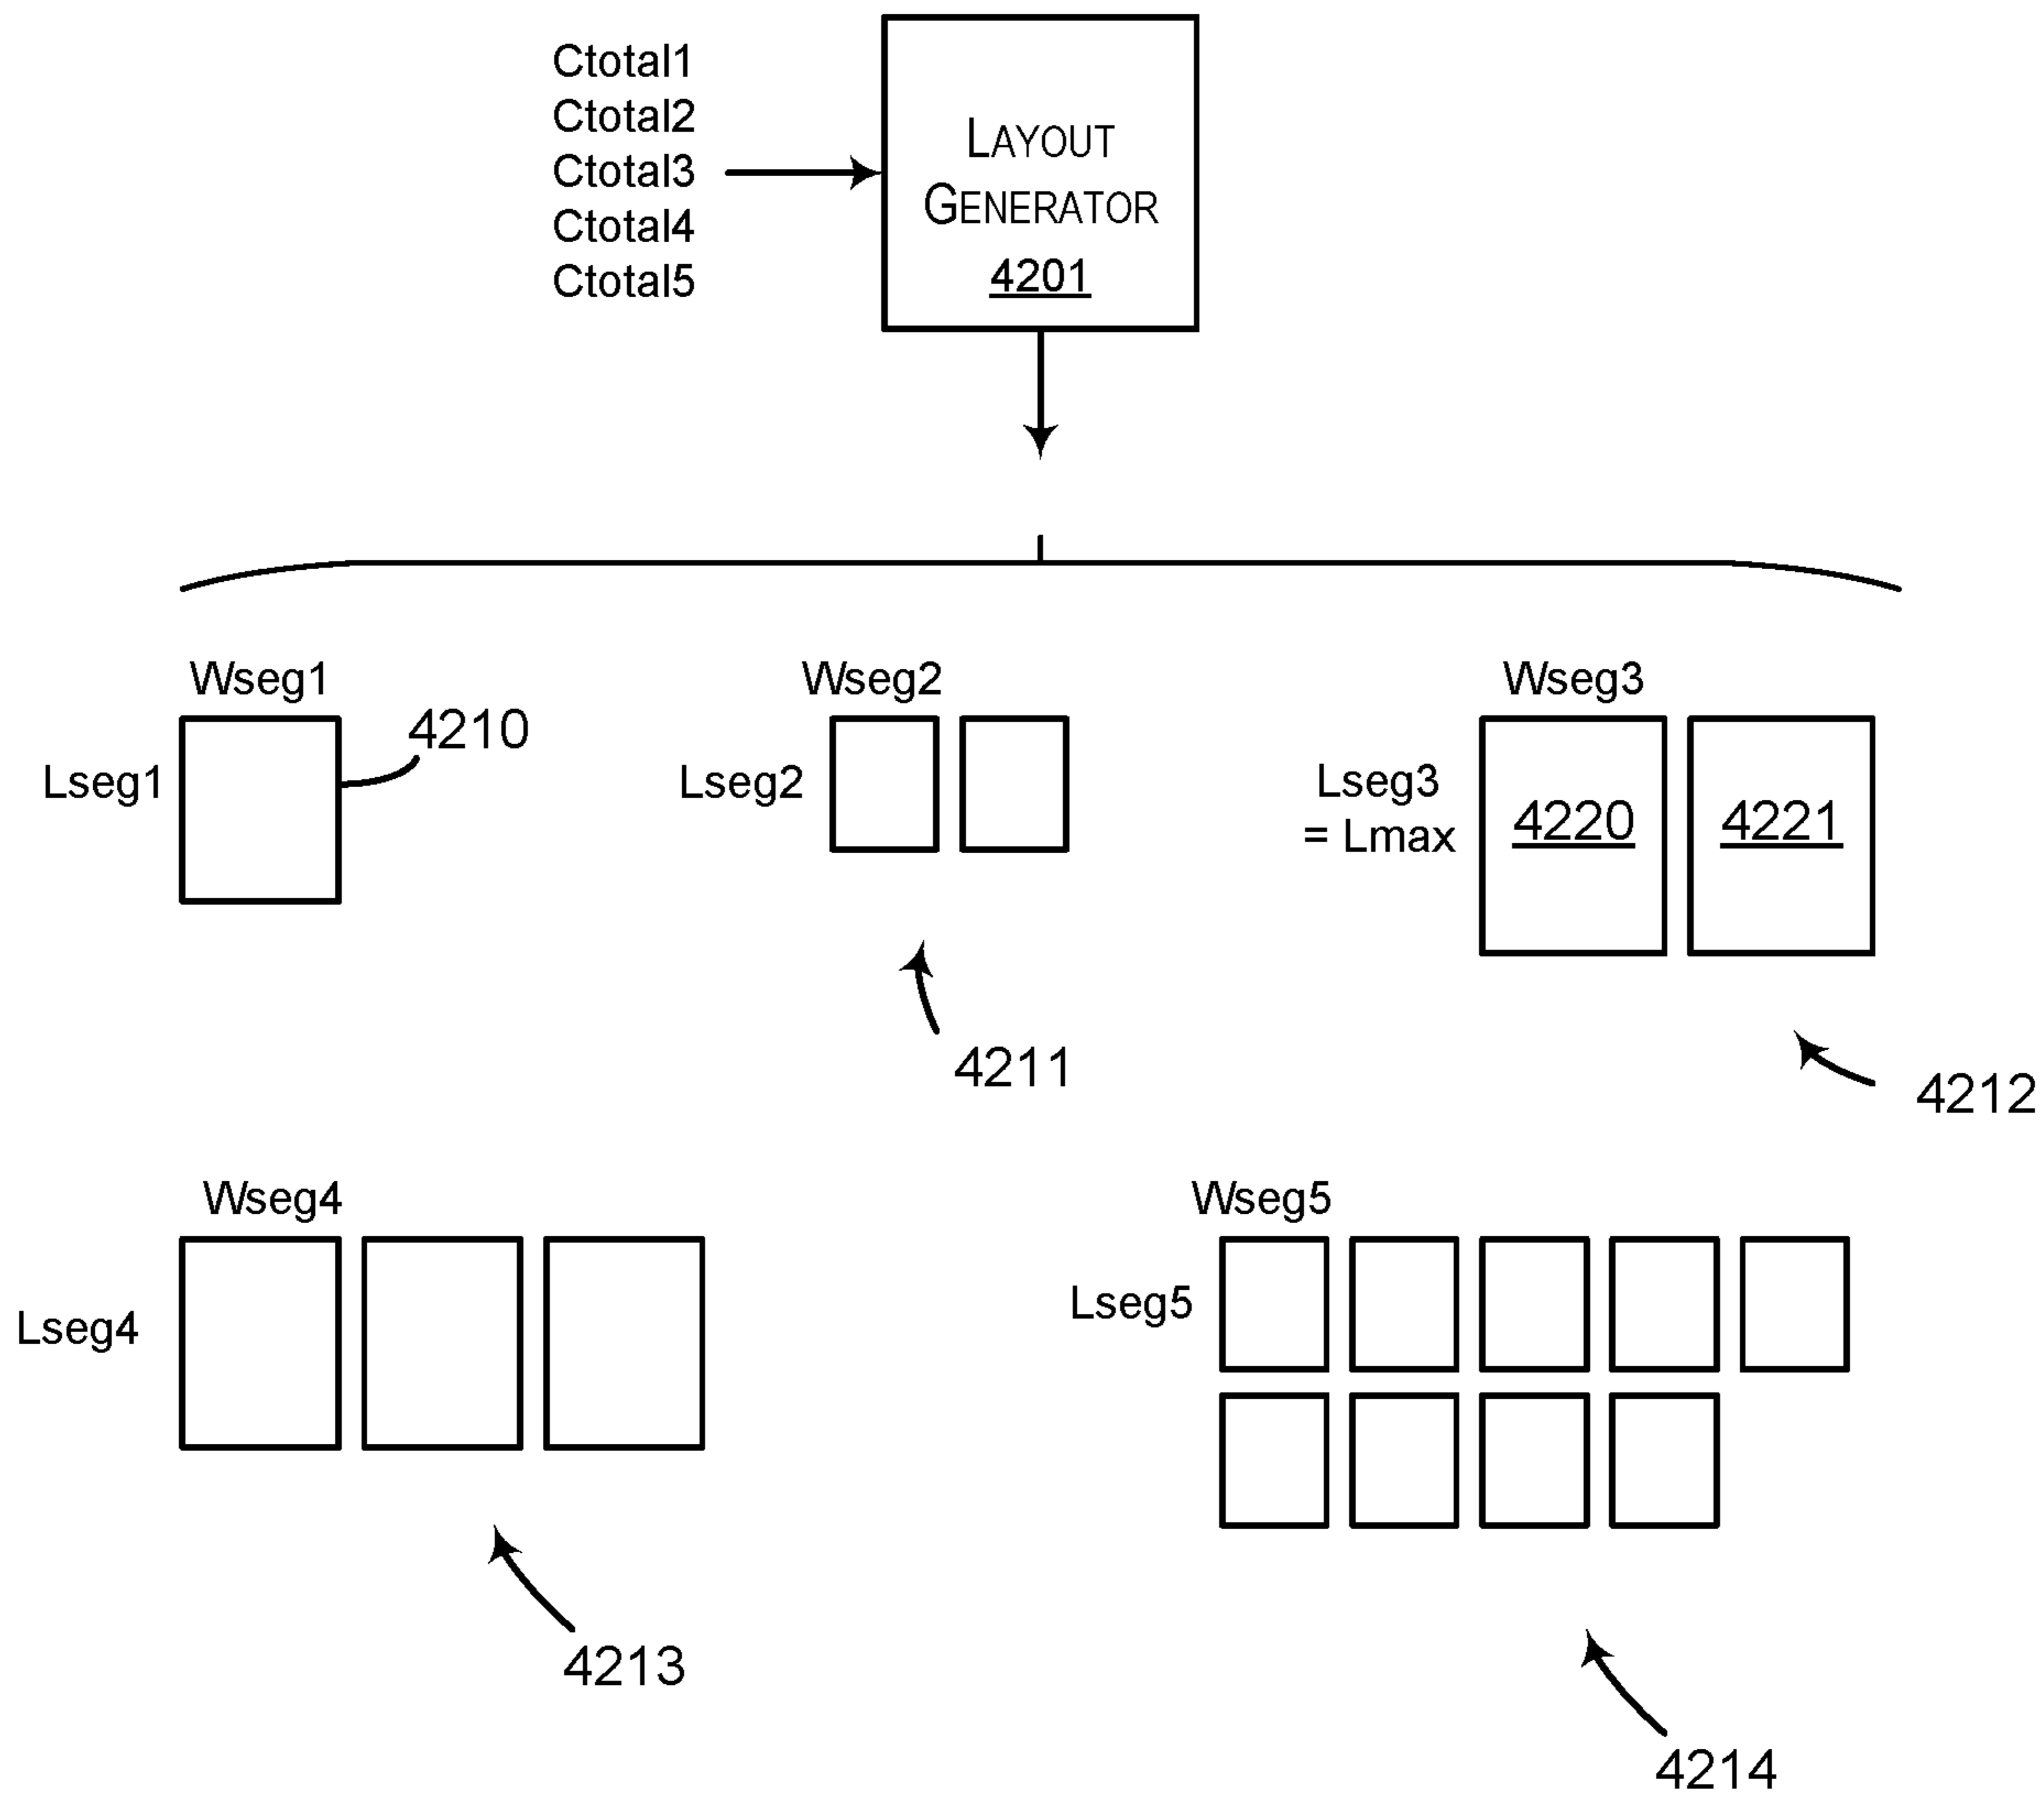 Ctotal1
Ctotal2
Ctotal3
Ctotal4
Ctotal5
LAYOUT
GENERATOR
4201
Wseg1
Lseg1
4210
Wseg2
Lseg2
4211
Wseg3
Lseg3
= Lmax
4220
4221
4212
Wseg4
Lseg4
4213
Wseg5
Lseg5
4214